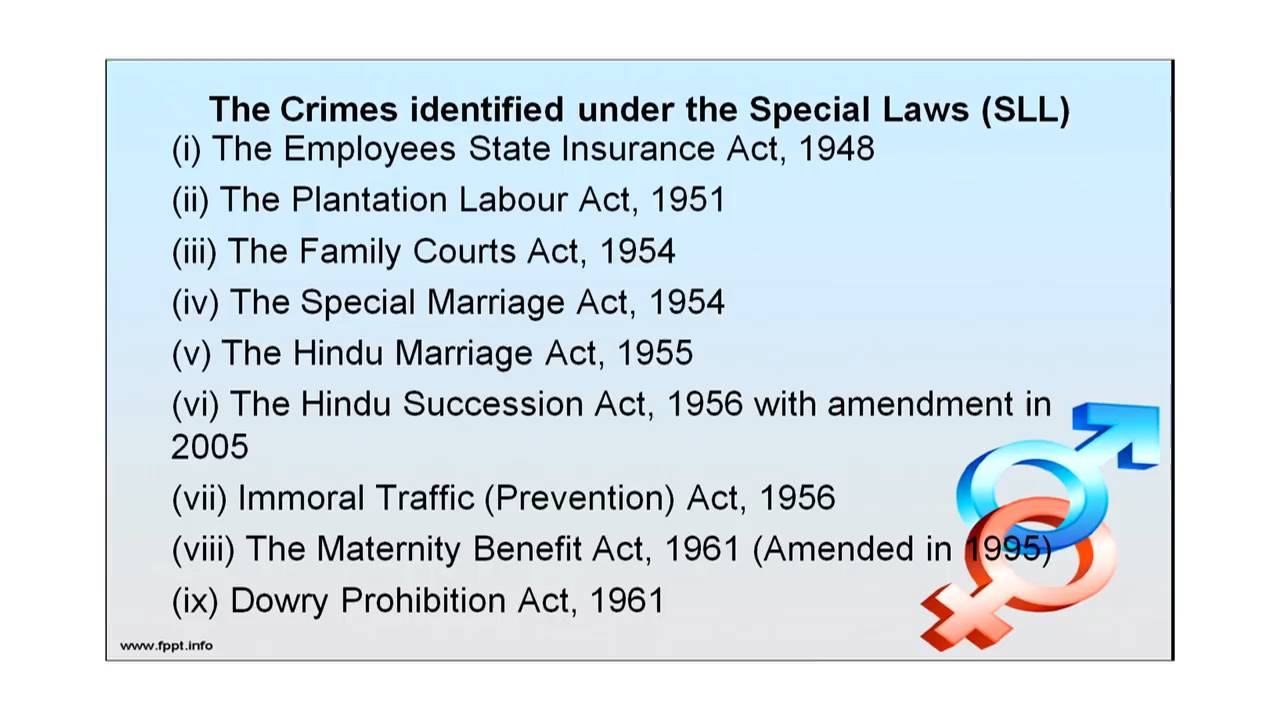 The Crimes identified under the Special Laws (SLL)
(i) The Employees State Insurance Act, 1948
(ii) The Plantation Labour Act, 1951
(iii) The Family Courts Act, 1954
(iv) The Special Marriage Act, 1954
(v) The Hindu Marriage Act, 1955
(vi) The Hindu Succession Act, 1956 with amendment in
2005
(vii) Immoral Traffic (Prevention) Act, 1956
(viii) The Maternity Benefit Act, 1961 (Amended in 1995)
(ix) Dowry Prohibition Act, 1961
www.fppt.info